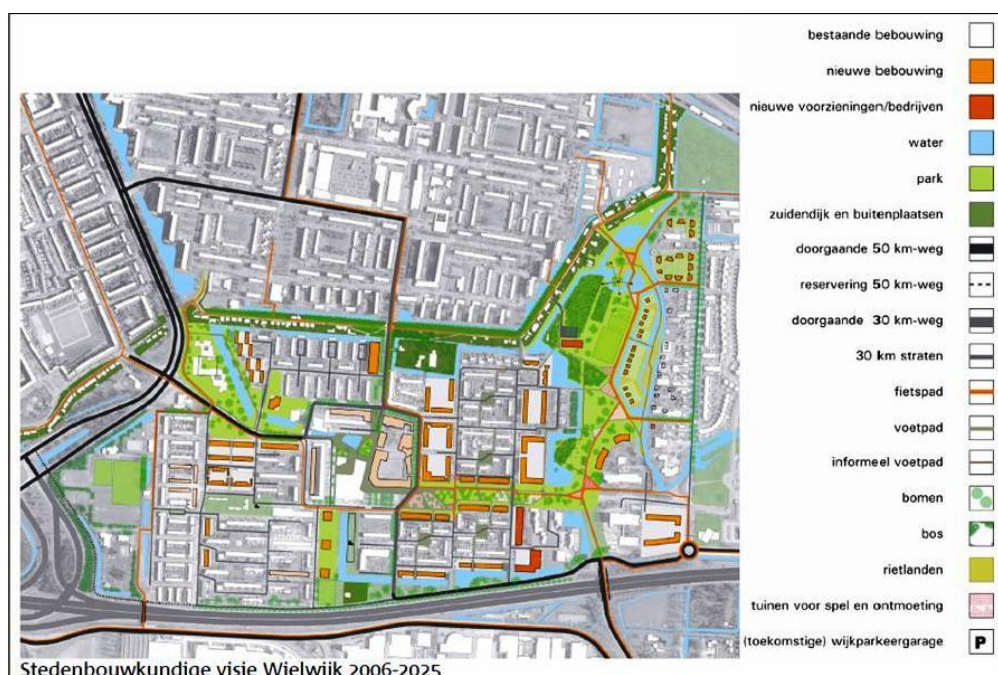 bestaande bebouwing
nieuwe bebouwing
nieuwe voorzieningen/bedrijven
water
park
zuidendijk en buitenplaatsen
doorgaande 50 km-weg
reservering 50 km-weg
doorgaande 30 km-weg
30 km straten
fietspad
voetpad
informeel voetpad
bomen
bos
rietlanden
tuinen voor spel en ontmoeting
(toekomstige) wijkparkeergarage P
Stedenbouwkundige visie Wielwijk 2006-2025